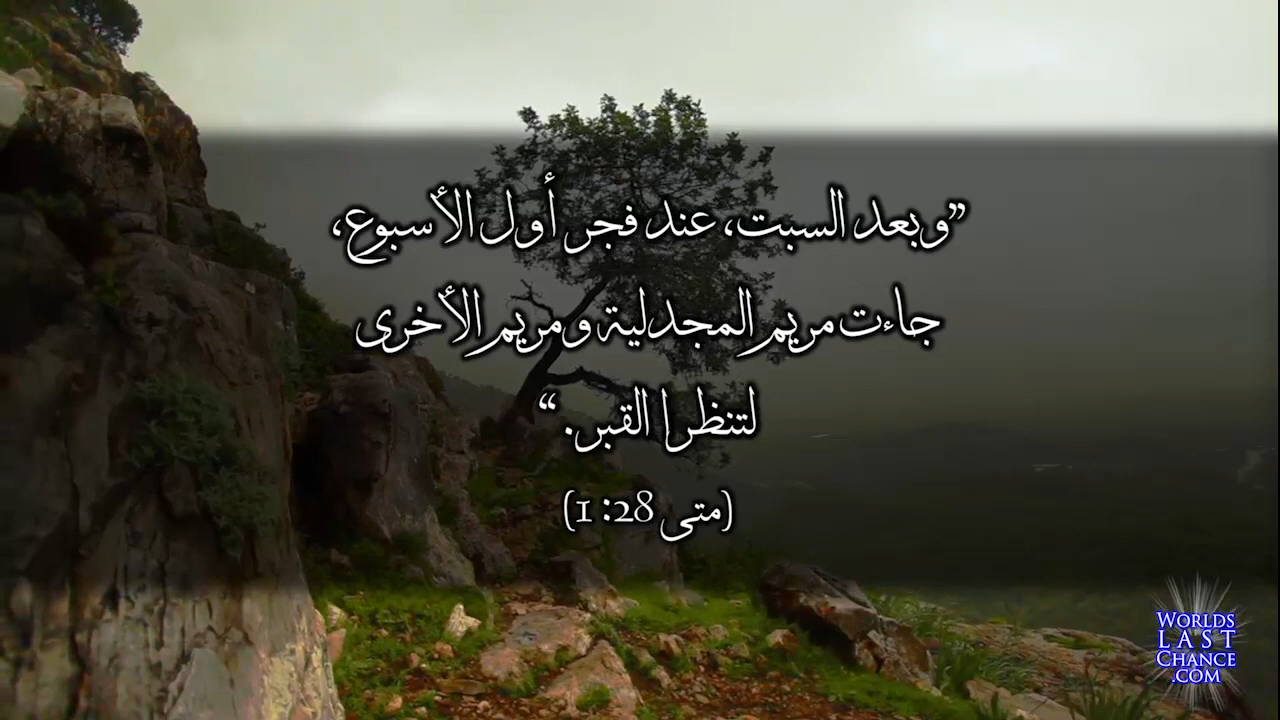 ”وبعد السبت، عند فجر أول الأسبوع،
جاءت مريم المجدلية ومريم الأخرى
لتنظرا القبر.“
(متى 28: 1)
WORLDS
LAST
CHANCE
.COM